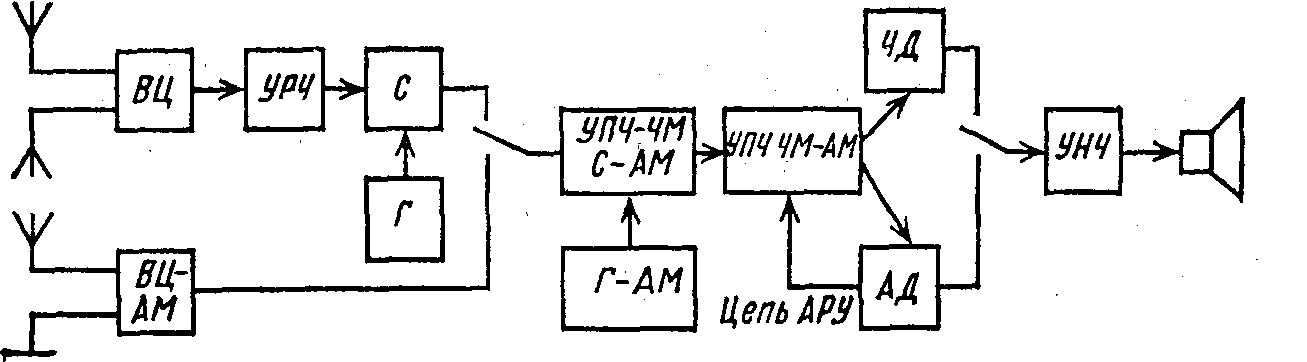 ВЦ
УРЧ
С
Г
ВЦ-
АМ
УПЧ-ЧМ
С-АМ
Г-АМ
УПЧ ЧМ-АМ
ЧД
АД
Цепь АРУ
УНЧ